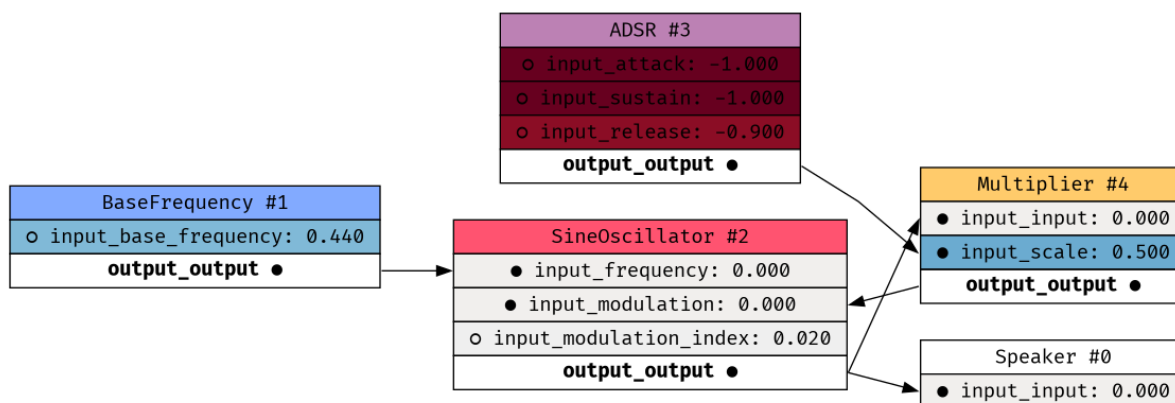 ADSR #3
○ input_attack: -1.000
○ input_sustain: -1.000
○ input_release: -0.900
output_output ●
BaseFrequency #1
○ input_base_frequency: 0.440
output_output ●
SineOscillator #2
● input_frequency: 0.000
● input_modulation: 0.000
○ input_modulation_index: 0.020
output_output ●
Multiplier #4
● input_input: 0.000
● input_scale: 0.500
output_output ●
Speaker #0
● input_input: 0.000